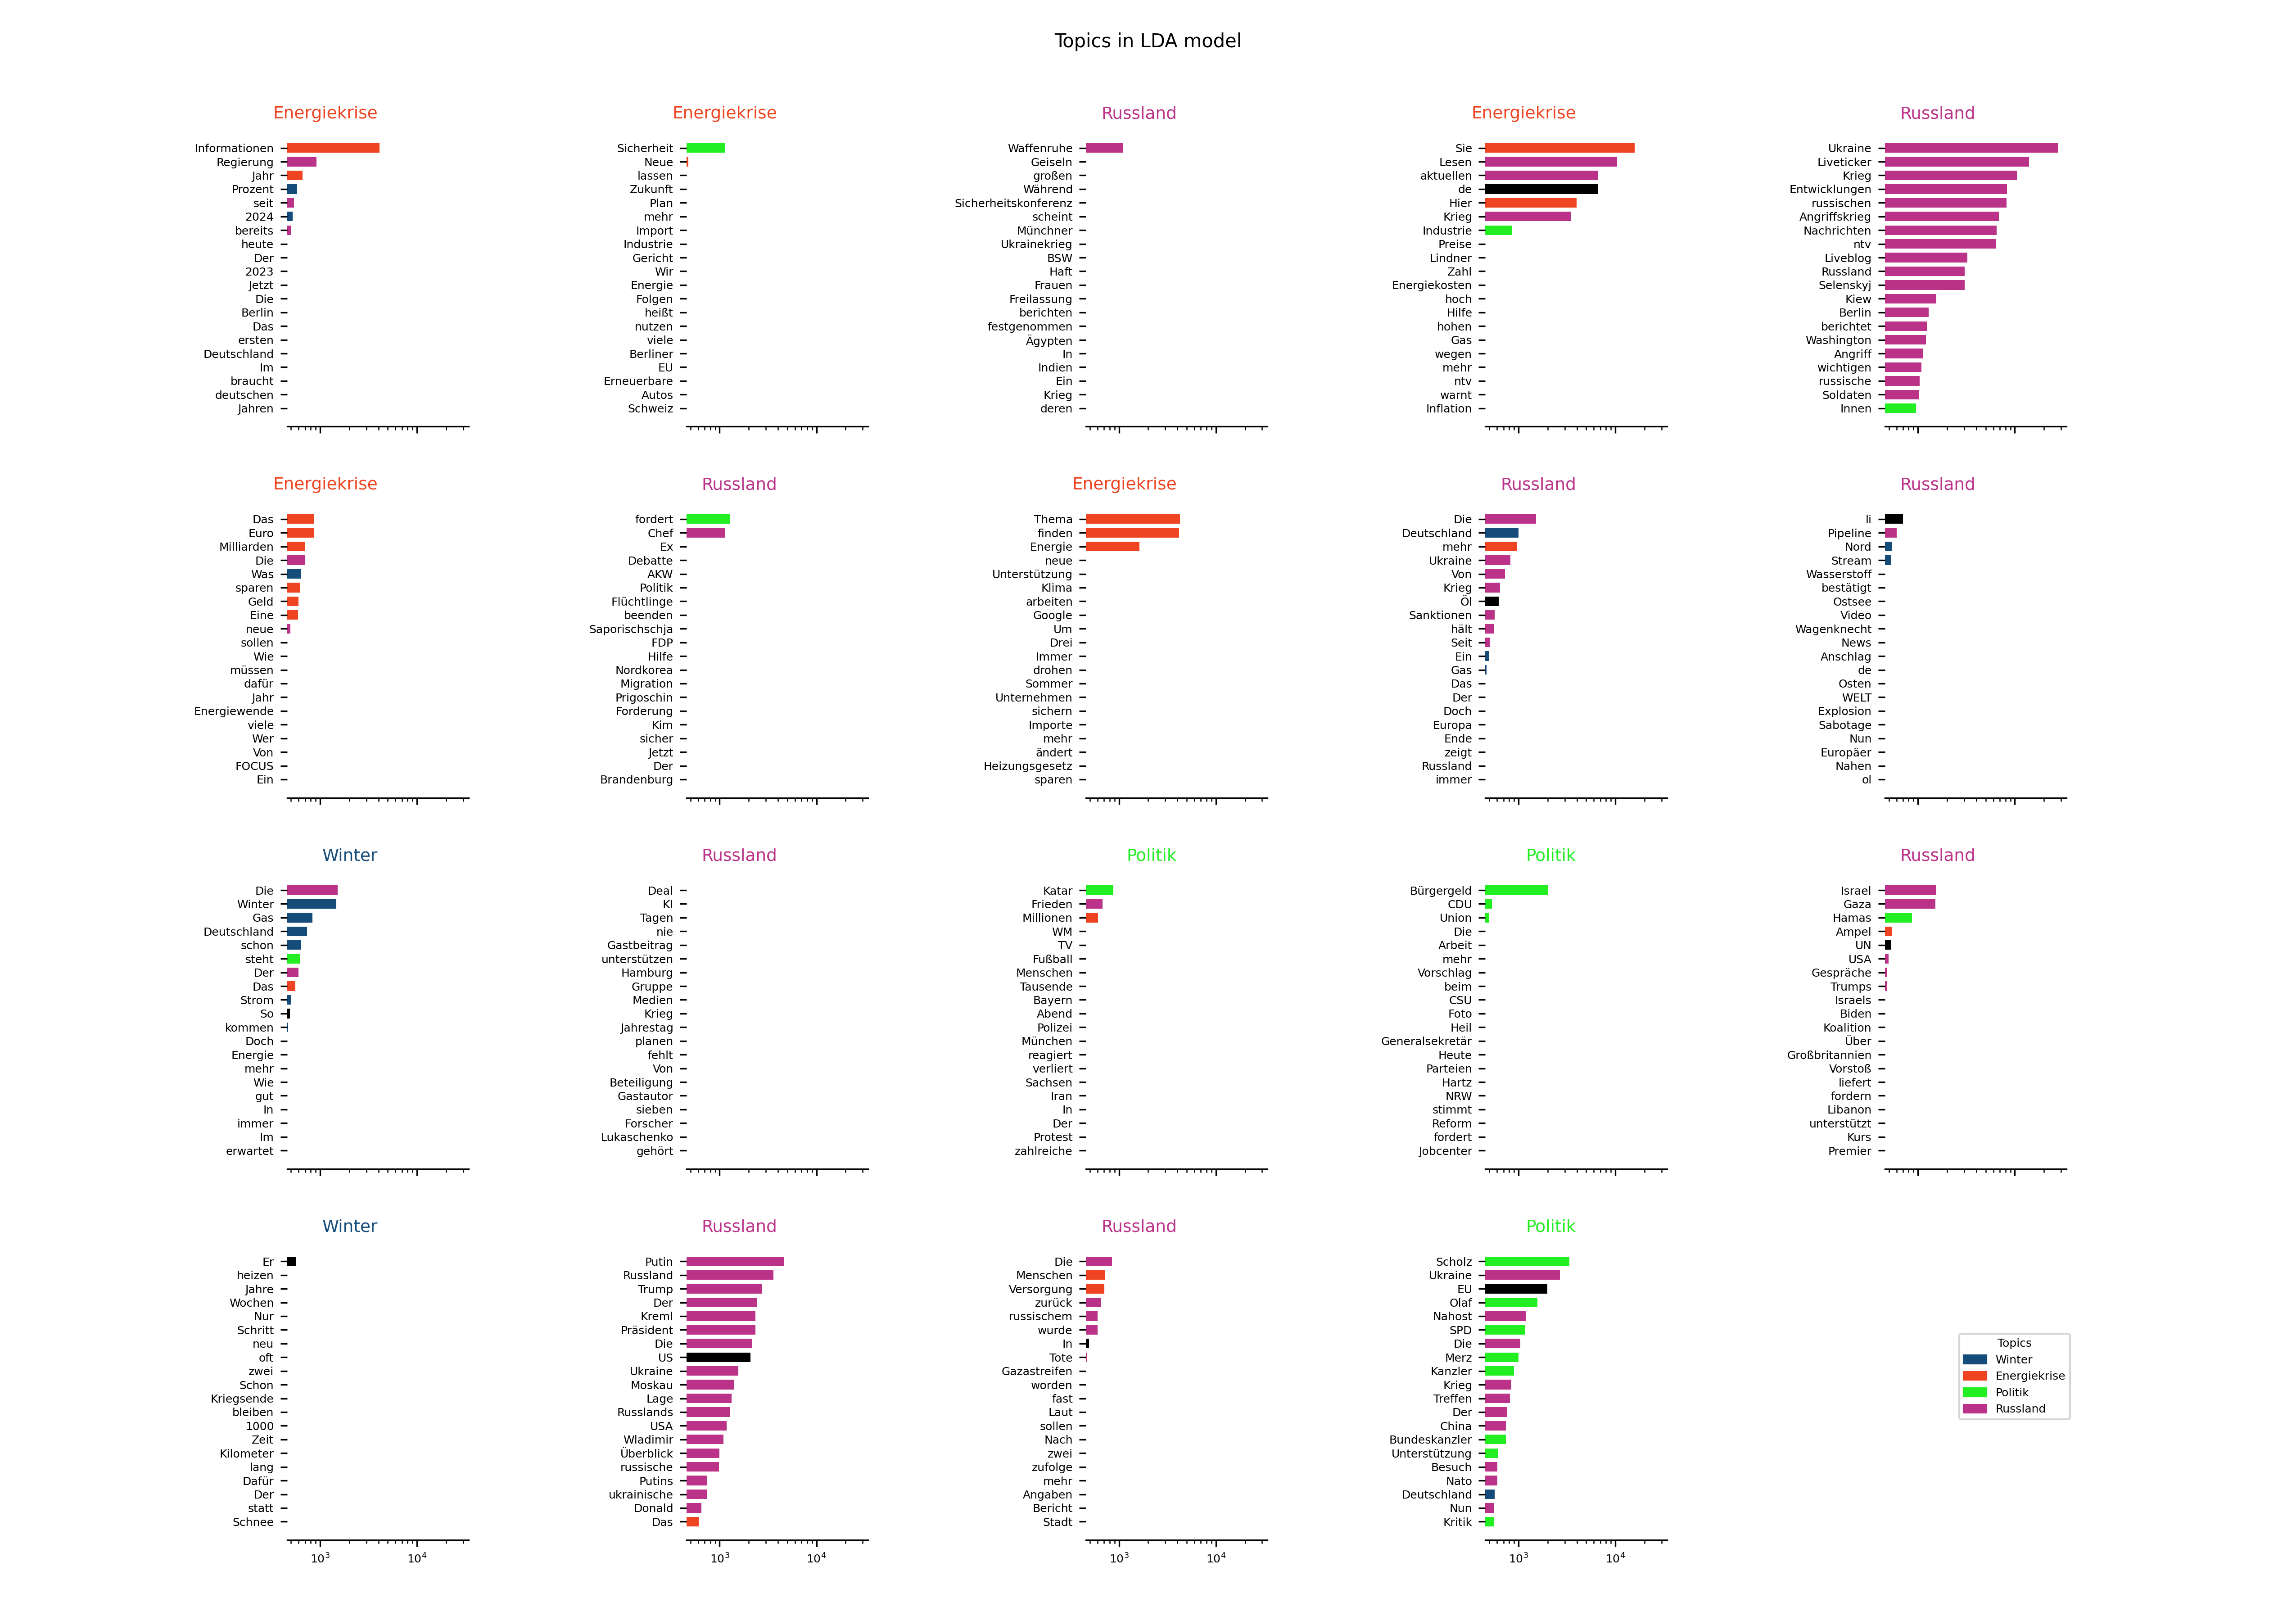 Topics in LDA model
Energiekrise
Informationen
Regierung
Jahr
Prozent
seit
2024
bereits
heute
Der
2023
Jetzt
Die
Berlin
Das
ersten
Deutschland
Im
braucht
deutschen
Jahren
Energiekrise
Sicherheit
Neue
lassen
Zukunft
Plan
mehr
Import
Industrie
Gericht
Wir
Energie
Folgen
heißt
nutzen
viele
Berliner
EU
Erneuerbare
Autos
Schweiz
Russland
Waffenruhe
Geiseln
großen
Während
Sicherheitskonferenz
scheint
Münchner
Ukrainekrieg
BSW
Haft
Frauen
Freilassung
berichten
festgenommen
Ägypten
In
Indien
Ein
Krieg
deren
Energiekrise
Sie
Lesen
aktuellen
de
Hier
Krieg
Industrie
Preise
Lindner
Zahl
Energiekosten
hoch
Hilfe
hohen
Gas
wegen
mehr
ntv
warnt
Inflation
Russland
Ukraine
Liveticker
Krieg
Entwicklungen
russischen
Angriffskrieg
Nachrichten
ntv
Liveblog
Russland
Selenskyj
Kiew
Berlin
berichtet
Washington
Angriff
wichtigen
russische
Soldaten
Innen
Energiekrise
Das
Euro
Milliarden
Die
Was
sparen
Geld
Eine
neue
sollen
Wie
müssen
dafür
Jahr
Energiewende
viele
Wer
Von
FOCUS
Ein
Russland
fordert
Chef
Ex
Debatte
AKW
Politik
Flüchtlinge
beenden
Saporischschja
FDP
Hilfe
Nordkorea
Migration
Prigoschin
Forderung
Kim
sicher
Jetzt
Der
Brandenburg
Energiekrise
Thema
finden
Energie
neue
Unterstützung
Klima
arbeiten
Google
Um
Drei
Immer
drohen
Sommer
Unternehmen
sichern
Importe
mehr
ändert
Heizungsgesetz
sparen
Russland
Die
Deutschland
mehr
Ukraine
Von
Krieg
Öl
Sanktionen
hält
Seit
Ein
Gas
Das
Der
Doch
Europa
Ende
zeigt
Russland
immer
Russland
li
Pipeline
Nord
Stream
Wasserstoff
bestätigt
Ostsee
Video
Wagenknecht
News
Anschlag
de
Osten
WELT
Explosion
Sabotage
Nun
Europäer
Nahen
ol
Winter
Die
Winter
Gas
Deutschland
schon
steht
Der
Das
Strom
So
kommen
Doch
Energie
mehr
Wie
gut
In
immer
Im
erwartet
Russland
Deal
KI
Tagen
nie
Gastbeitrag
unterstützen
Hamburg
Gruppe
Medien
Krieg
Jahrestag
planen
fehlt
Von
Beteiligung
Gastautor
sieben
Forscher
Lukaschenko
gehört
Politik
Katar
Frieden
Millionen
WM
TV
Fußball
Menschen
Tausende
Bayern
Abend
Polizei
München
reagiert
verliert
Sachsen
Iran
In
Der
Protest
zahlreiche
Politik
Bürgergeld
CDU
Union
Die
Arbeit
mehr
Vorschlag
beim
CSU
Foto
Heil
Generalsekretär
Heute
Parteien
Hartz
NRW
stimmt
Reform
fordert
Jobcenter
Russland
Israel
Gaza
Hamas
Ampel
UN
USA
Gespräche
Trumps
Israels
Biden
Koalition
Über
Großbritannien
Vorstoß
liefert
fordern
Libanon
unterstützt
Kurs
Premier
Winter
Er
heizen
Jahre
Wochen
Nur
Schritt
neu
oft
zwei
Schon
Kriegsende
bleiben
1000
Zeit
Kilometer
lang
Dafür
Der
statt
Schnee
10³ 10⁴
Russland
Putin
Russland
Trump
Der
Kreml
Präsident
Die
US
Ukraine
Moskau
Lage
Russlands
USA
Wladimir
Überblick
russische
Putins
ukrainische
Donald
Das
10³ 10⁴
Russland
Die
Menschen
Versorgung
zurück
russischem
wurde
In
Tote
Gazastreifen
worden
fast
Laut
sollen
Nach
zwei
zufolge
mehr
Angaben
Bericht
Stadt
10³ 10⁴
Politik
Scholz
Ukraine
EU
Olaf
Nahost
SPD
Die
Merz
Kanzler
Krieg
Treffen
Der
China
Bundeskanzler
Unterstützung
Besuch
Nato
Deutschland
Nun
Kritik
10³ 10⁴
Topics
Winter
Energiekrise
Politik
Russland